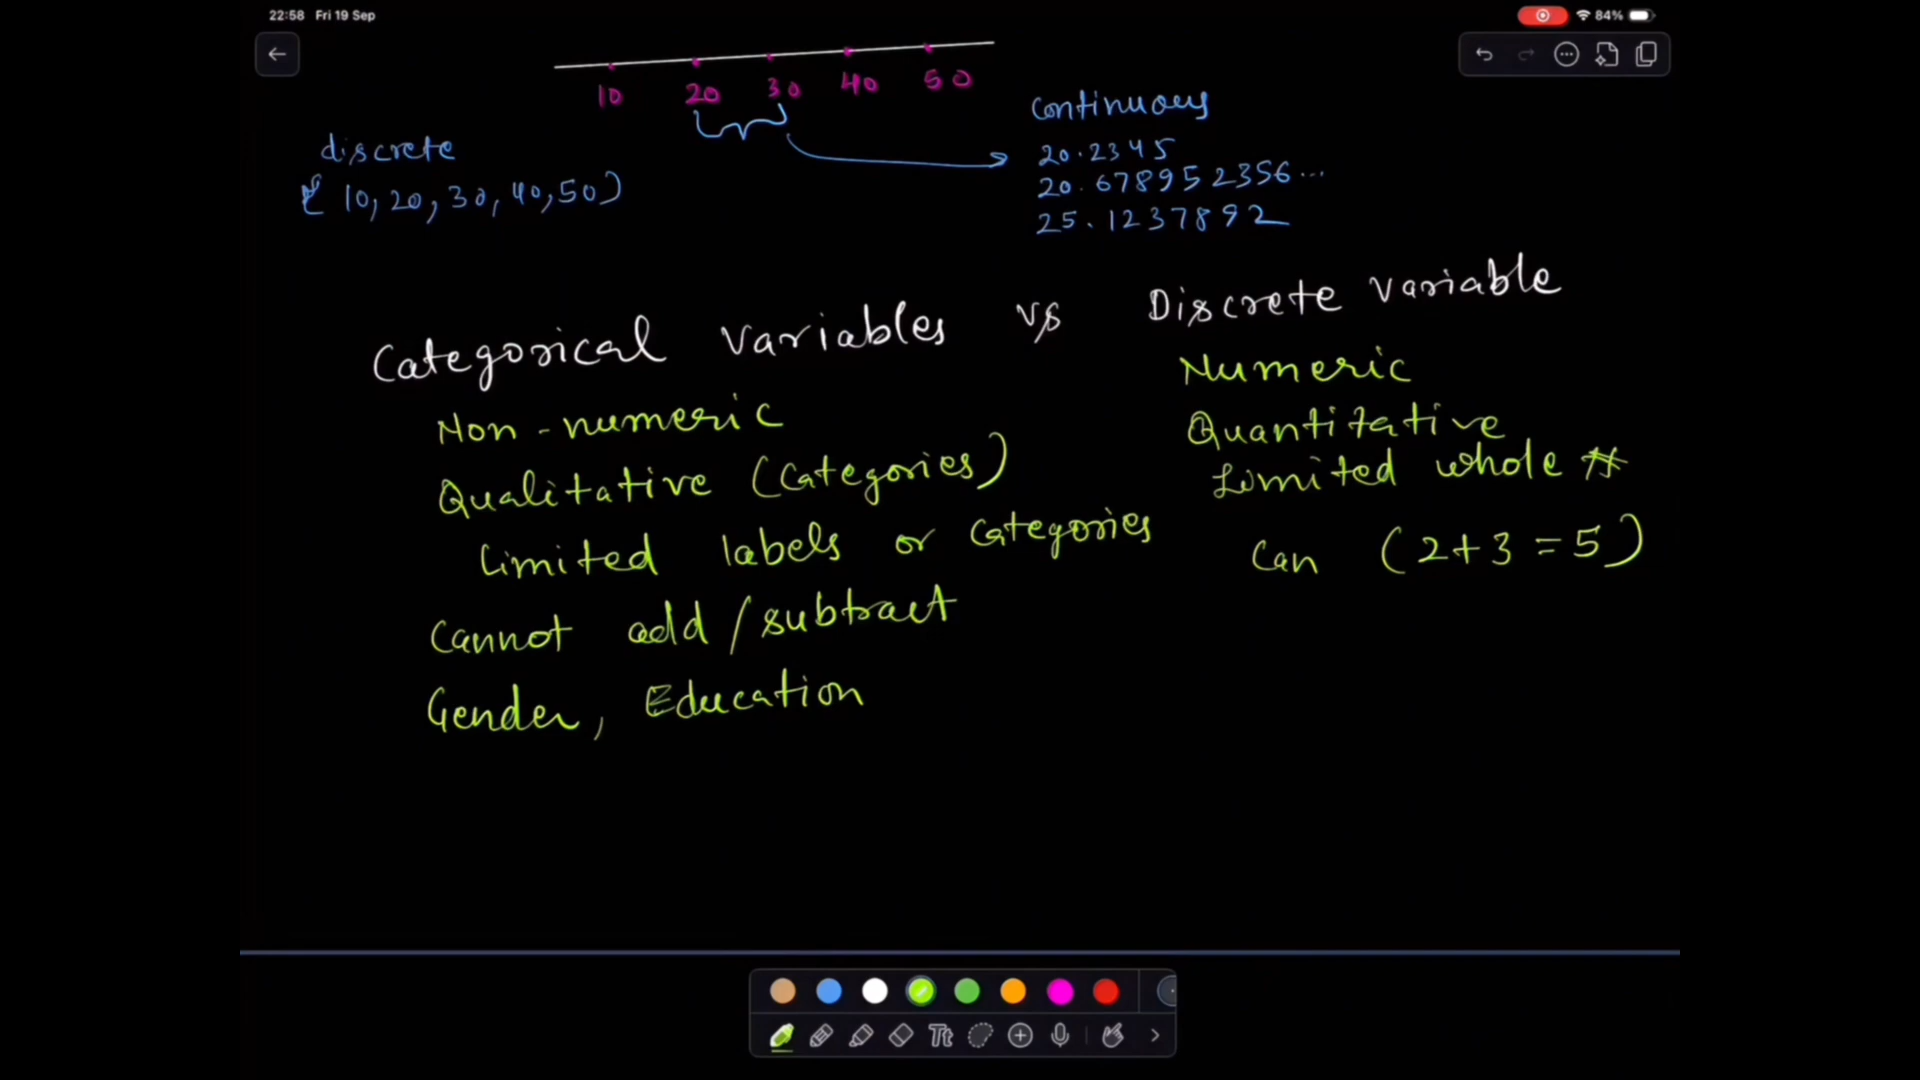 22:58 Fri 19 Sep
84%
10 20 30 40 50
continuous
discrete
20.2345
{ 10, 20, 30, 40, 50 )
20.678952356...
25.1237892
Categorical variables vs Discrete variable
Non-numeric
Numeric
Qualitative (Categories)
Quantitative
Limited labels or categories
Limited whole #
Cannot add/subtract
Can (2+3=5)
Gender, Education
Tt